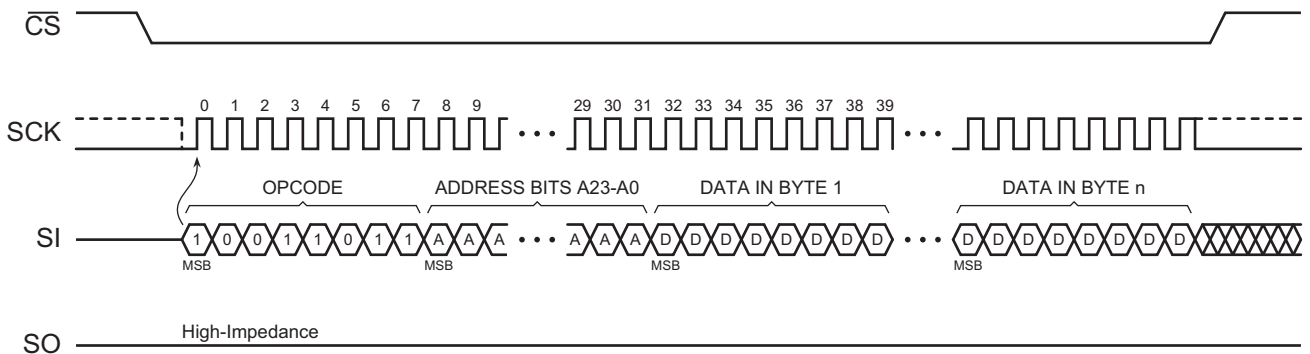 CS
SCK
0 1 2 3 4 5 6 7 8 9 29 30 31 32 33 34 35 36 37 38 39
OPCODE ADDRESS BITS A23-A0 DATA IN BYTE 1 DATA IN BYTE n
SI 1 0 0 1 1 0 1 1 A A A A A A D D D D D D D D D D D D D D D D
MSB MSB MSB MSB
High-Impedance
SO